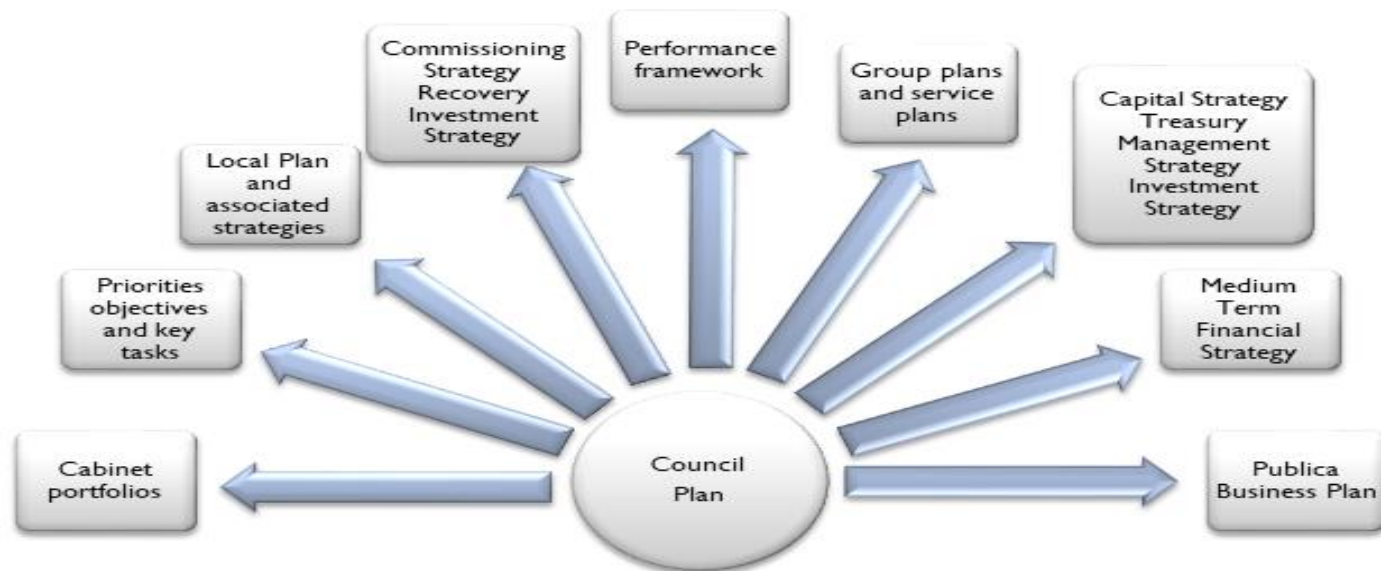 Commissioning
Strategy
Recovery
Investment
Strategy
Performance
framework
Group plans
and service
plans
Capital Strategy
Treasury
Management
Strategy
Investment
Strategy
Local Plan
and
associated
strategies
Priorities
objectives
and key
tasks
Medium
Term
Financial
Strategy
Cabinet
portfolios
Council
Plan
Publica
Business Plan